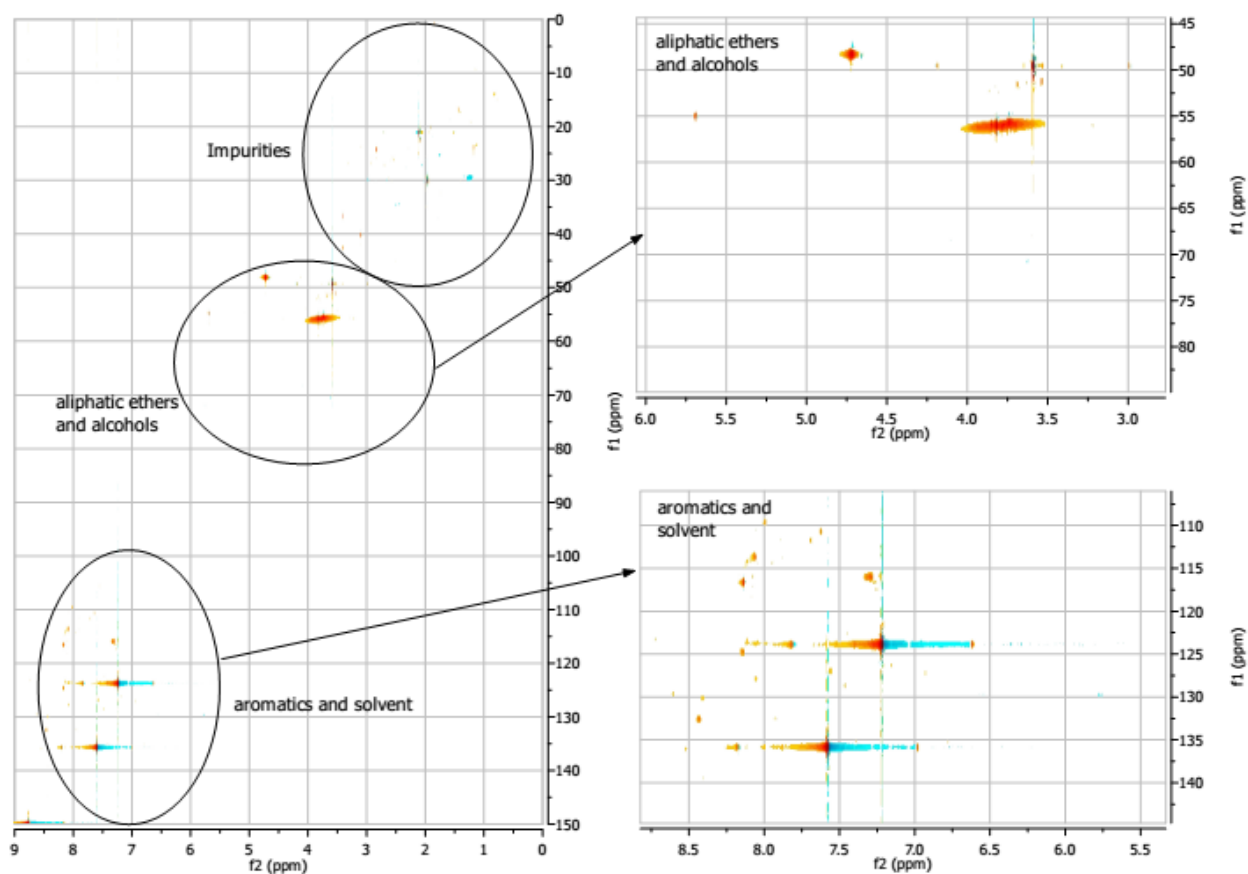 Impurities
aliphatic ethers
and alcohols
aromatics and solvent
0
10
20
30
40
50
60
70
80
90
100
110
120
130
140
150
f1 (ppm)
9 8 7 6 5 4 3 2 1 0
f2 (ppm)
aliphatic ethers
and alcohols
45
50
55
60
65
70
75
80
f1 (ppm)
6.0 5.5 5.0 4.5 4.0 3.5 3.0
f2 (ppm)
aromatics and
solvent
110
115
120
125
130
135
140
f1 (ppm)
8.5 8.0 7.5 7.0 6.5 6.0 5.5
f2 (ppm)